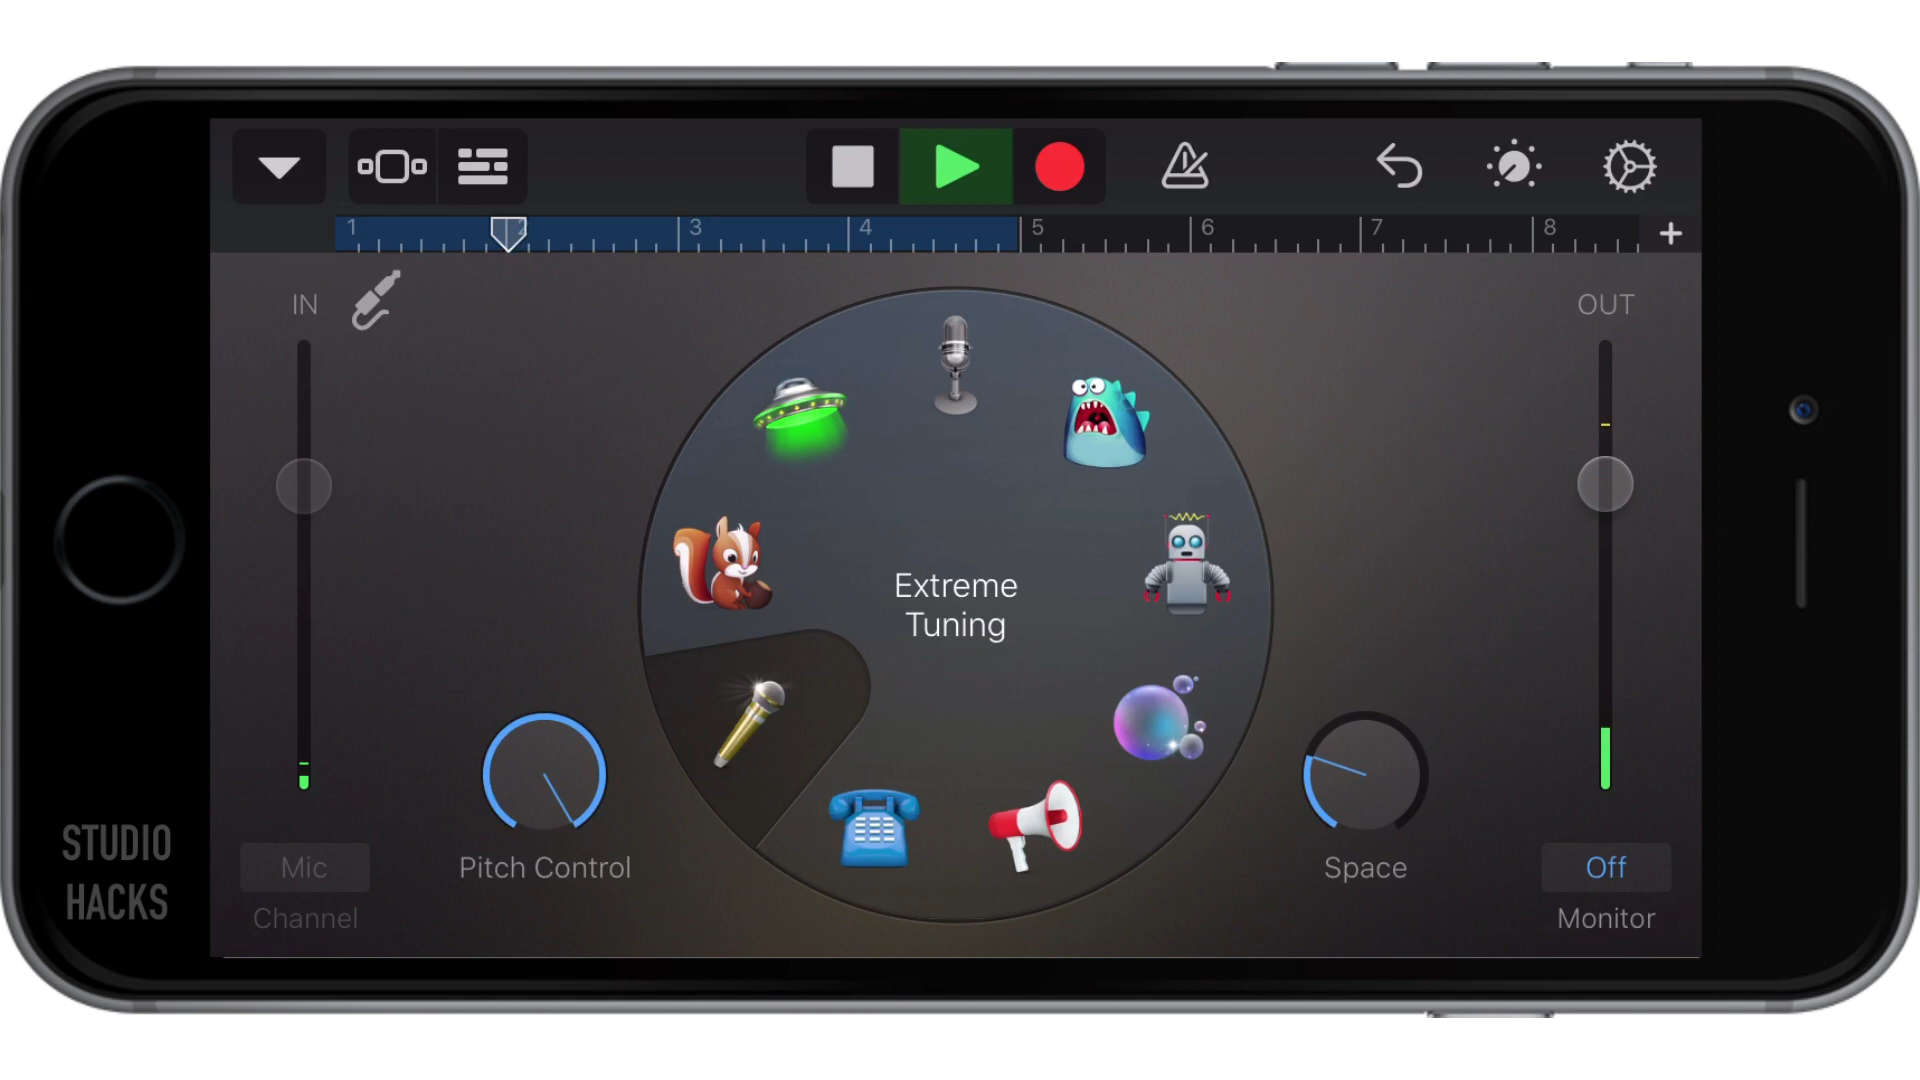 1 2 3 4 5 6 7 8
IN
OUT
Extreme
Tuning
Pitch Control
Space
Mic
Channel
Off
Monitor
STUDIO
HACKS